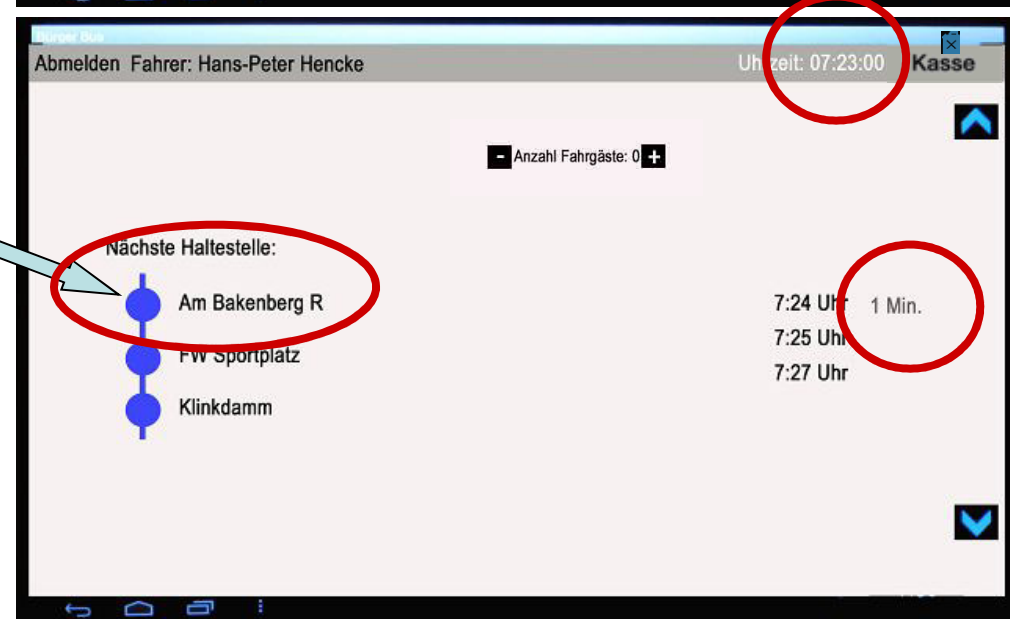 Bürger Bus
Abmelden Fahrer: Hans-Peter Hencke Uhrzeit: 07:23:00 Kasse
- Anzahl Fahrgäste: 0 +
Nächste Haltestelle:
Am Bakenberg R 7:24 Uhr 1 Min.
FW Sportplatz 7:25 Uhr
Klinkdamm 7:27 Uhr